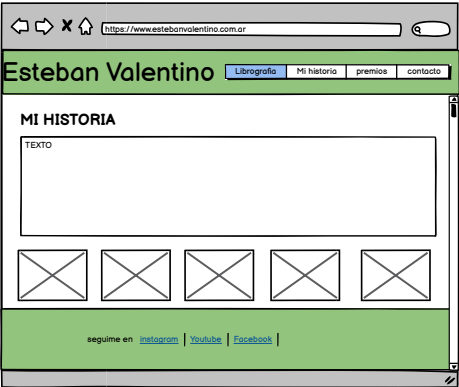 https://www.estebanvalentino.com.ar
Esteban Valentino
Librografia Mi historia premios contacto
MI HISTORIA
TEXTO
seguime en instagram Youtube Facebook